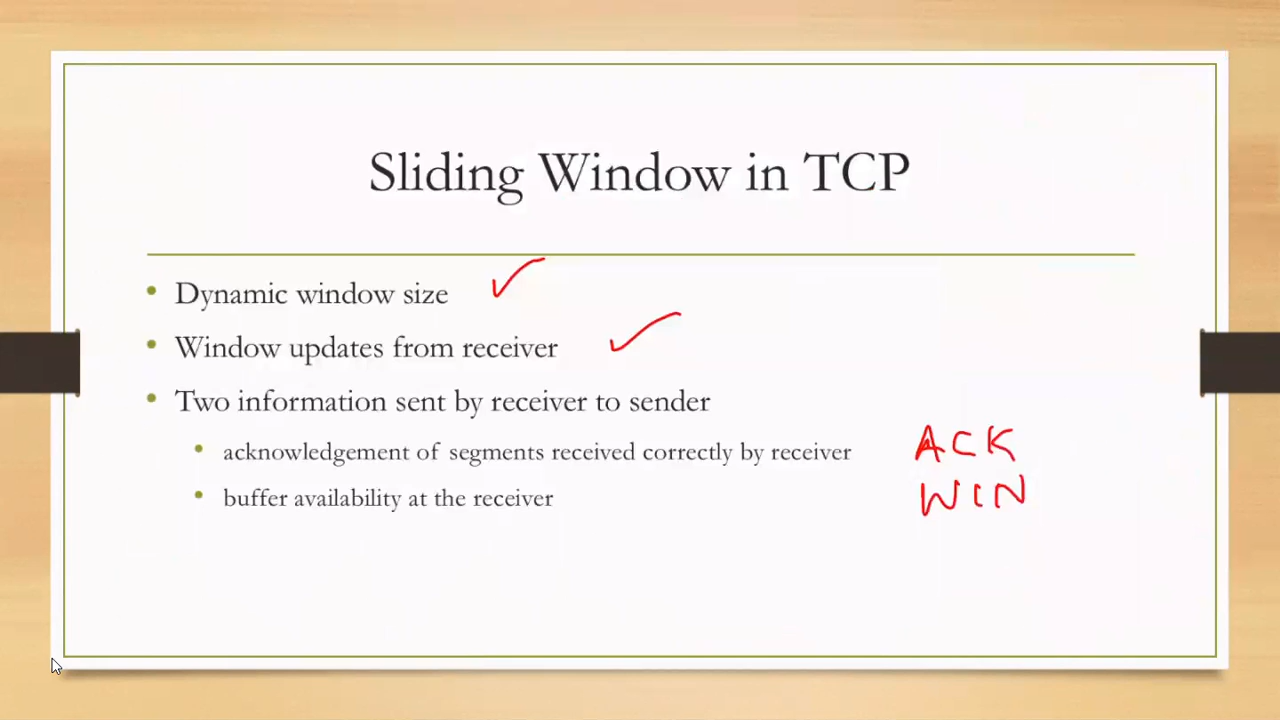 Sliding Window in TCP
• Dynamic window size
• Window updates from receiver
• Two information sent by receiver to sender
• acknowledgement of segments received correctly by receiver ACK
• buffer availability at the receiver WIN